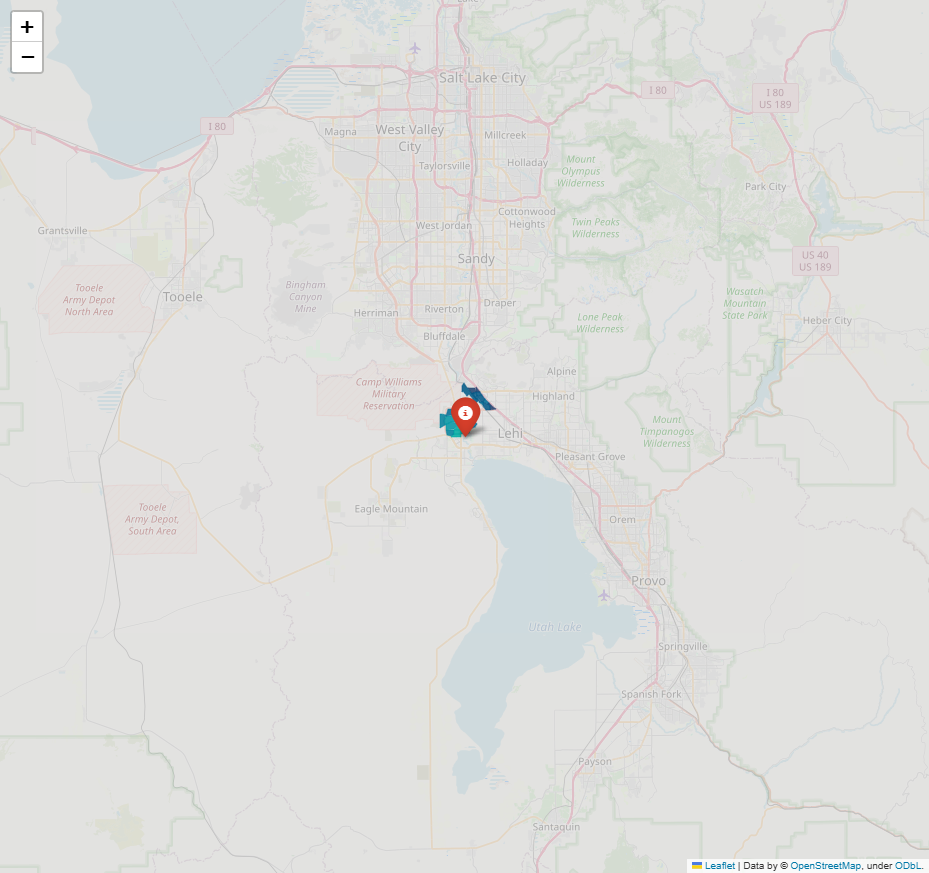 +
−
Lake
Salt Lake City
I 80
I 80
US 189
I 80
Magna
West Valley
City
Millcreek
Taylorsville
Holladay
Mount
Olympus
Wilderness
Park City
Cottonwood
Heights
West Jordan
Twin Peaks
Wilderness
Grantsville
Sandy
US 40
US 189
Tooele
Army Depot
North Area
Tooele
Bingham
Canyon
Mine
Herriman
Riverton
Draper
Bluffdale
Lone Peak
Wilderness
Wasatch
Mountain
State Park
Heber City
Camp Williams
Military
Reservation
Alpine
Highland
Lehi
Mount
Timpanogos
Wilderness
Pleasant Grove
Eagle Mountain
Tooele
Army Depot,
South Area
Orem
Provo
Utah Lake
Springville
Spanish Fork
Payson
Santaquin
Leaflet | Data by © OpenStreetMap, under ODbL.